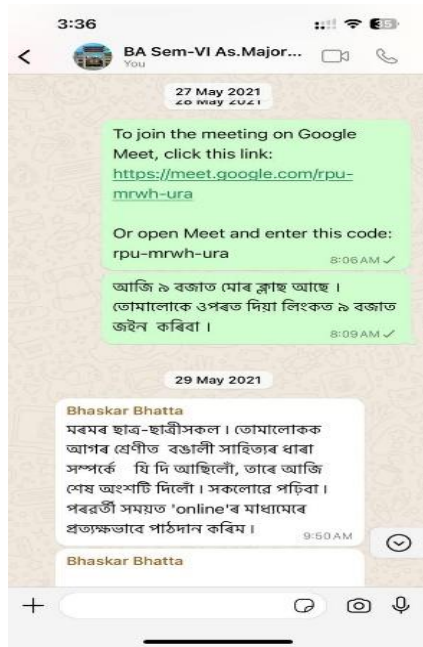 3:36
35
BA Sem-VI As.Major...
You
27 May 2021
28 May 2021
To join the meeting on Google
Meet, click this link:
https://meet.google.com/rpu-
mrwh-ura
Or open Meet and enter this code:
rpu-mrwh-ura
8:06 AM
আজি ৯ বজাত মোৰ ক্লাছ আছে ।
তোমালোকে ওপৰত দিয়া লিংকত ৯ বজাত
জইন কৰিবা ।
8:09 AM
29 May 2021
Bhaskar Bhatta
মৰমৰ ছাত্ৰ-ছাত্ৰীসকল । তোমালোকক
আগৰ শ্ৰেণীত বঙালী সাহিত্যৰ ধাৰা
সম্পৰ্কে যি দি আছিলোঁ, তাৰে আজি
শেষ অংশটি দিলোঁ । সকলোৱে পঢ়িবা ।
পৰৱৰ্তী সময়ত 'online'ৰ মাধ্যমেৰে
প্ৰত্যক্ষভাবে পাঠদান কৰিম ।
9:50 AM
Bhaskar Bhatta